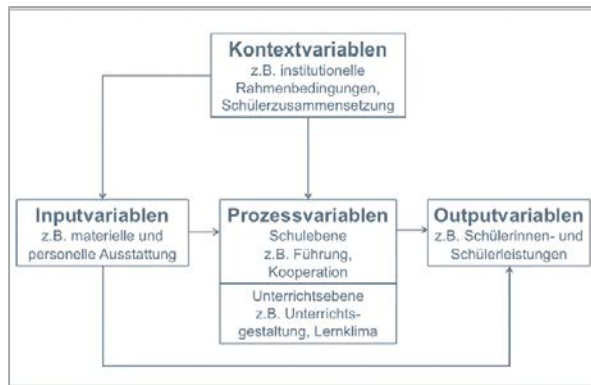 Kontextvariablen
z.B. institutionelle
Rahmenbedingungen,
Schülerzusammensetzung
Inputvariablen
z.B. materielle und
personelle Ausstattung
Prozessvariablen
Schulebene
z.B. Führung,
Kooperation
Unterrichtsebene
z.B. Unterrichts-
gestaltung, Lernklima
Outputvariablen
z.B. Schülerinnen- und
Schülerleistungen